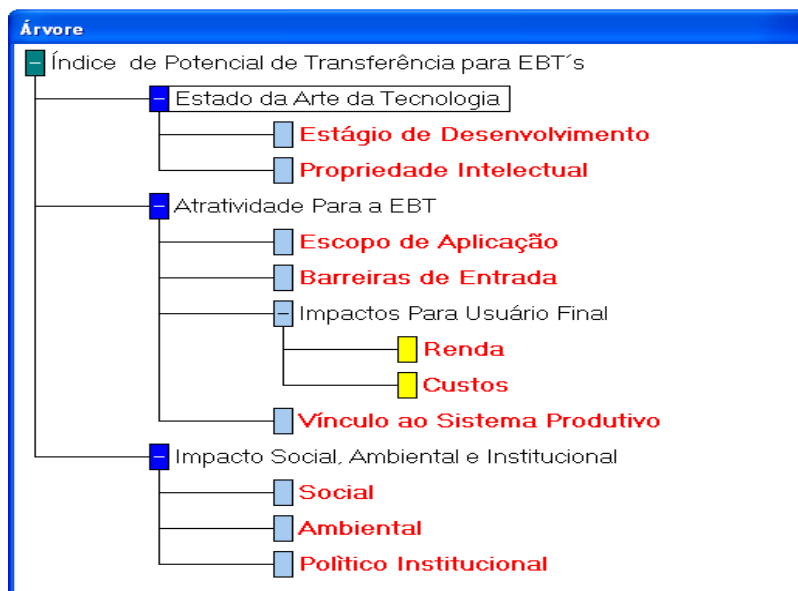 Árvore
Índice de Potencial de Transferência para EBT´s
Estado da Arte da Tecnologia
Estágio de Desenvolvimento
Propriedade Intelectual
Atratividade Para a EBT
Escopo de Aplicação
Barreiras de Entrada
Impactos Para Usuário Final
Renda
Custos
Vínculo ao Sistema Produtivo
Impacto Social, Ambiental e Institucional
Social
Ambiental
Polìtico Institucional